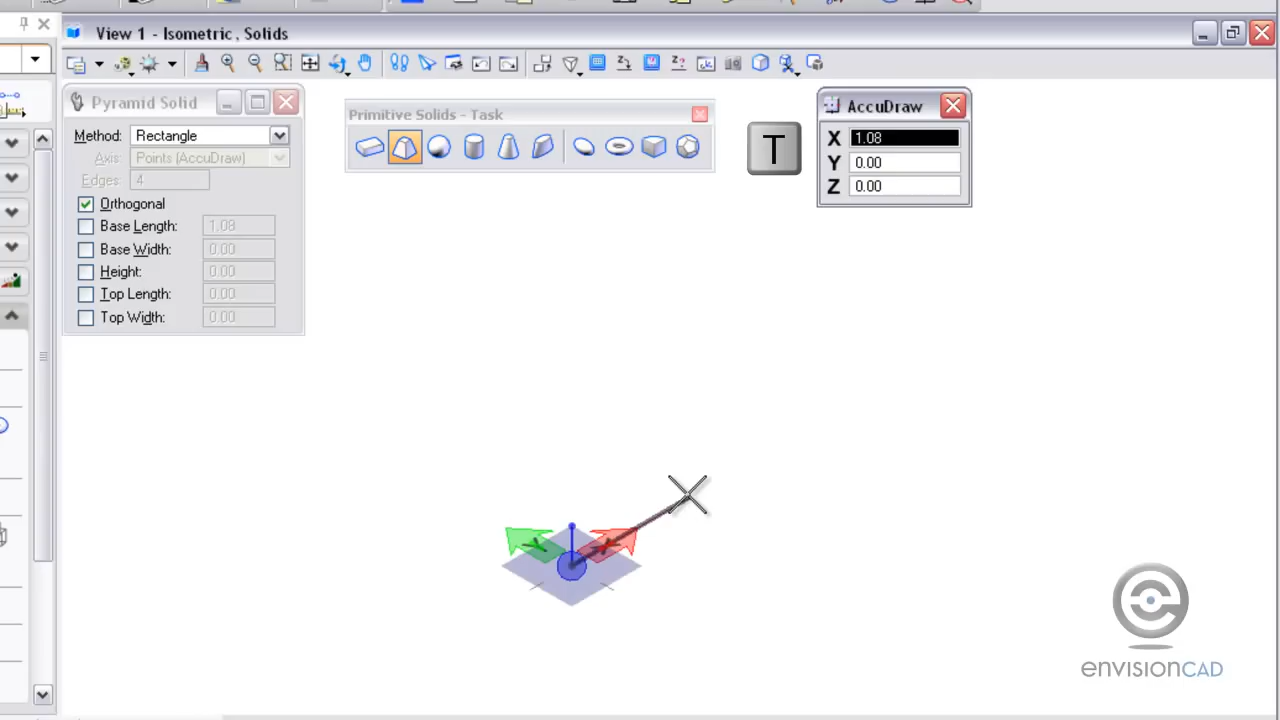 View 1 - Isometric , Solids
Pyramid Solid
Method: Rectangle
Axis: Points (AccuDraw)
Edges: 4
Orthogonal
Base Length: 1.08
Base Width: 0.00
Height: 0.00
Top Length: 0.00
Top Width: 0.00
Primitive Solids - Task
T
AccuDraw
X 1.08
Y 0.00
Z 0.00
envisionCAD